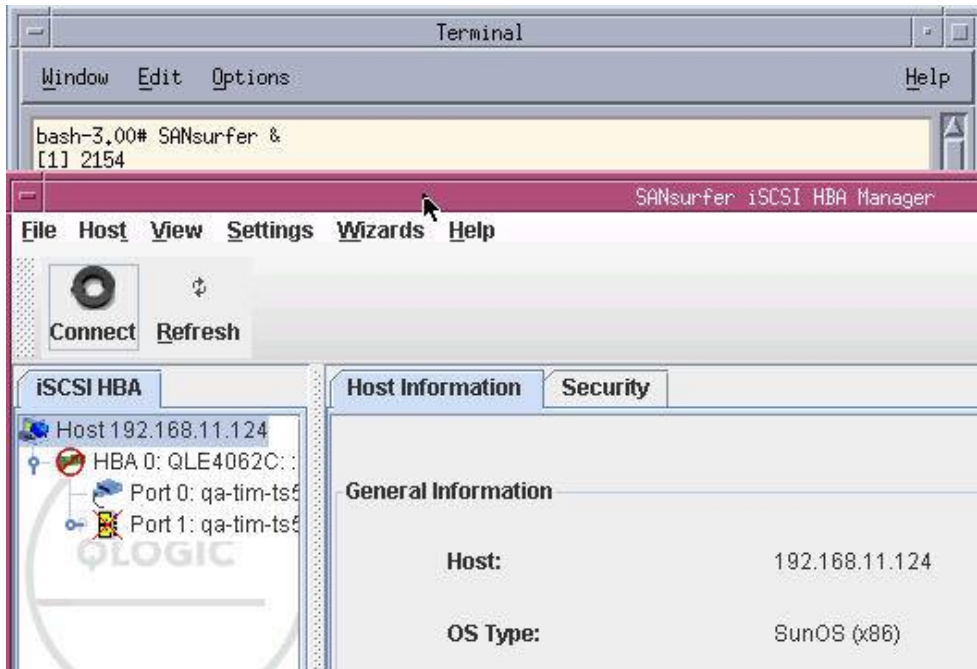 Terminal
Window Edit Options Help
bash-3.00# SANsurfer &
[1] 2154
SANsurfer iSCSI HBA Manager
File Host View Settings Wizards Help
Connect Refresh
iSCSI HBA
Host 192.168.11.124
HBA 0: QLE4062C: :
Port 0: qa-tim-ts5
Port 1: qa-tim-ts5
QLOGIC
Host Information Security
General Information
Host: 192.168.11.124
OS Type: SunOS (x86)